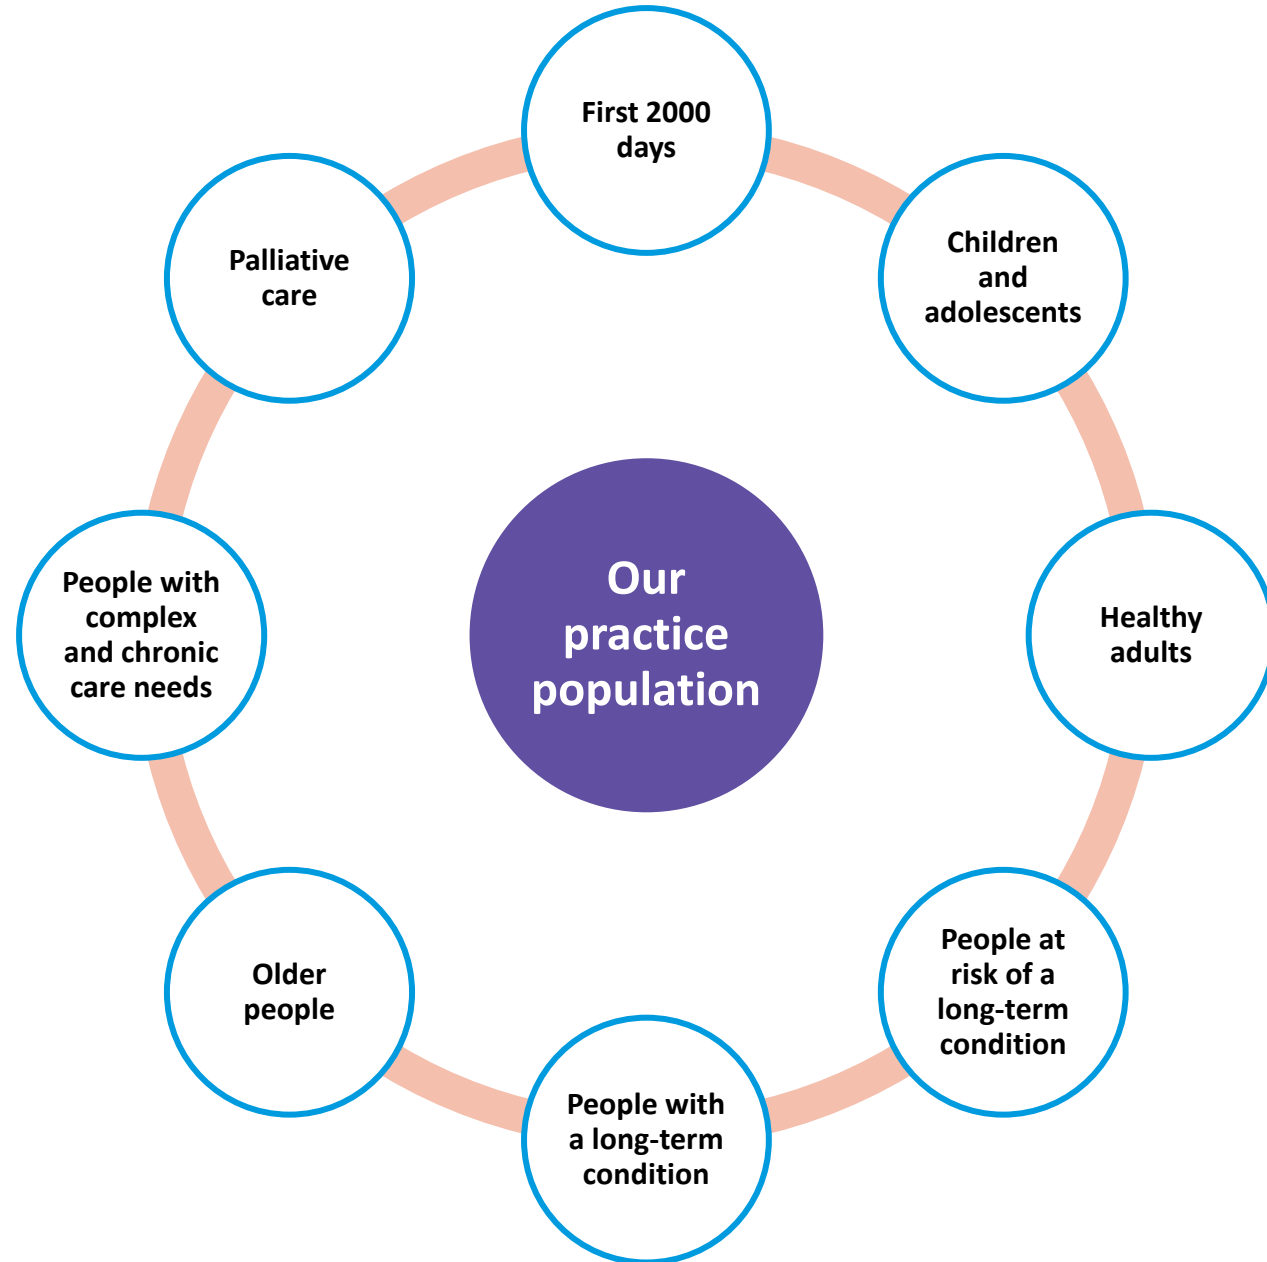 First 2000
days
Children
and
adolescents
Healthy
adults
People at
risk of a
long-term
condition
People with
a long-term
condition
Older
people
People with
complex
and chronic
care needs
Palliative
care
Our
practice
population